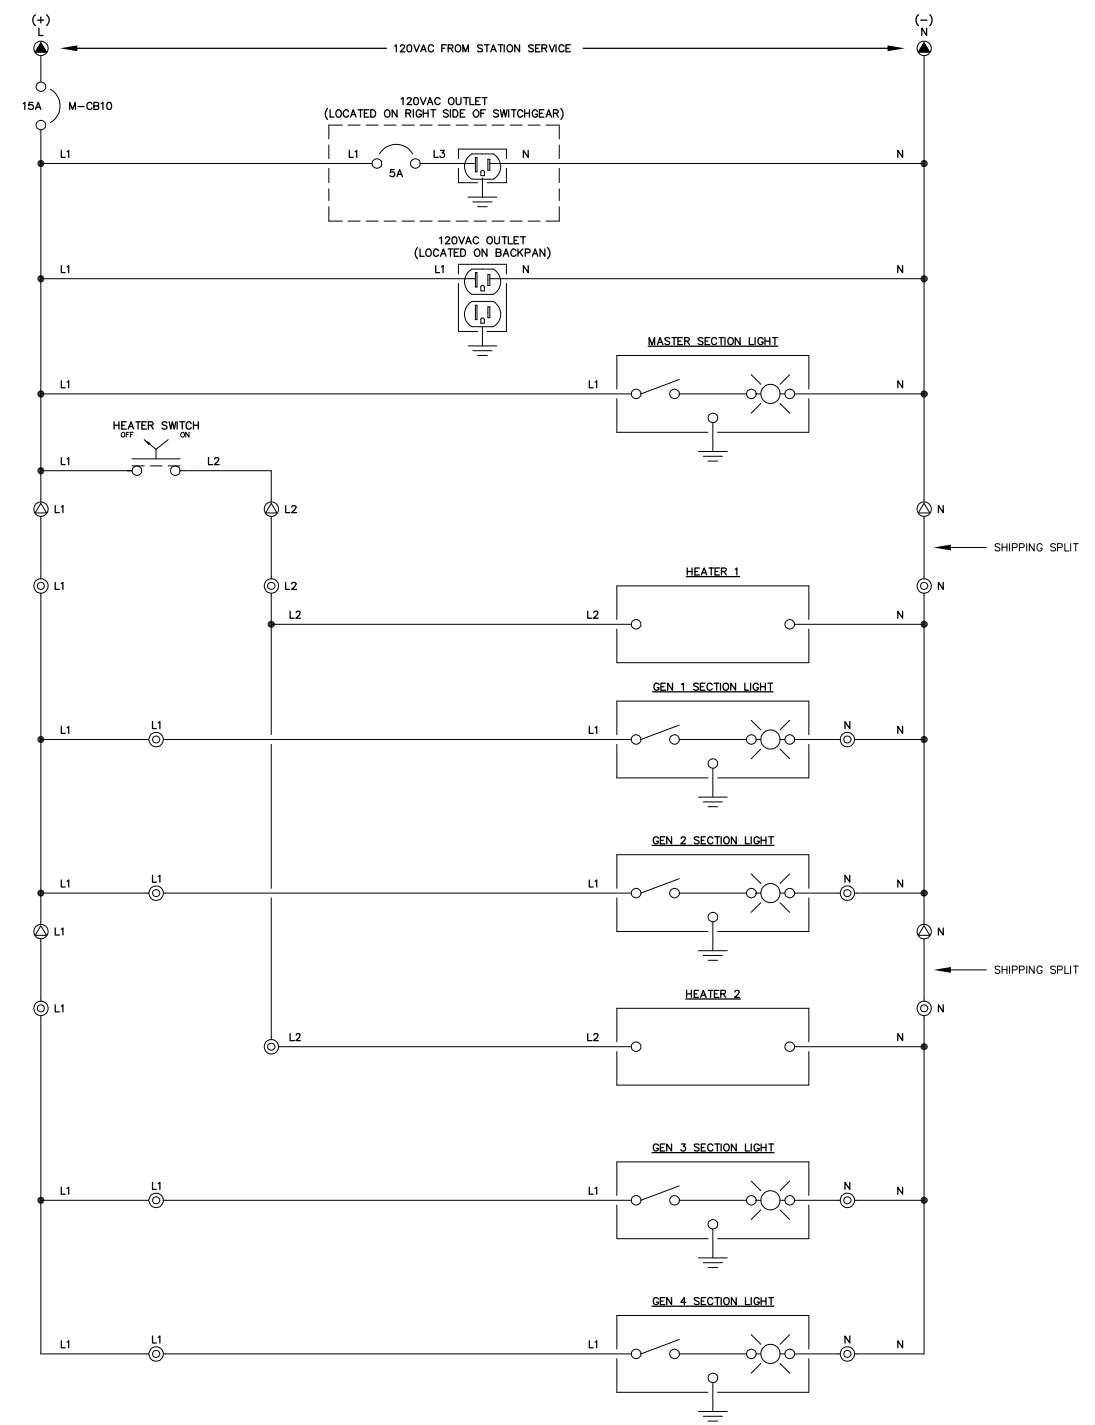 (+)
L
(-)
N
120VAC FROM STATION SERVICE
15A M-CB10
120VAC OUTLET
(LOCATED ON RIGHT SIDE OF SWITCHGEAR)
L1 L1 L3 N N
5A
120VAC OUTLET
(LOCATED ON BACKPAN)
L1 L1 N N
MASTER SECTION LIGHT
L1 L1 N
HEATER SWITCH
OFF ON
L1 L2
L1 L2 N
SHIPPING SPLIT
L1 L2 N
HEATER 1
L2 L2 N
GEN 1 SECTION LIGHT
L1 L1 L1 N N
GEN 2 SECTION LIGHT
L1 L1 L1 N N
L1 N
SHIPPING SPLIT
L1 N
HEATER 2
L2 L2 N
GEN 3 SECTION LIGHT
L1 L1 L1 N N
GEN 4 SECTION LIGHT
L1 L1 L1 N N